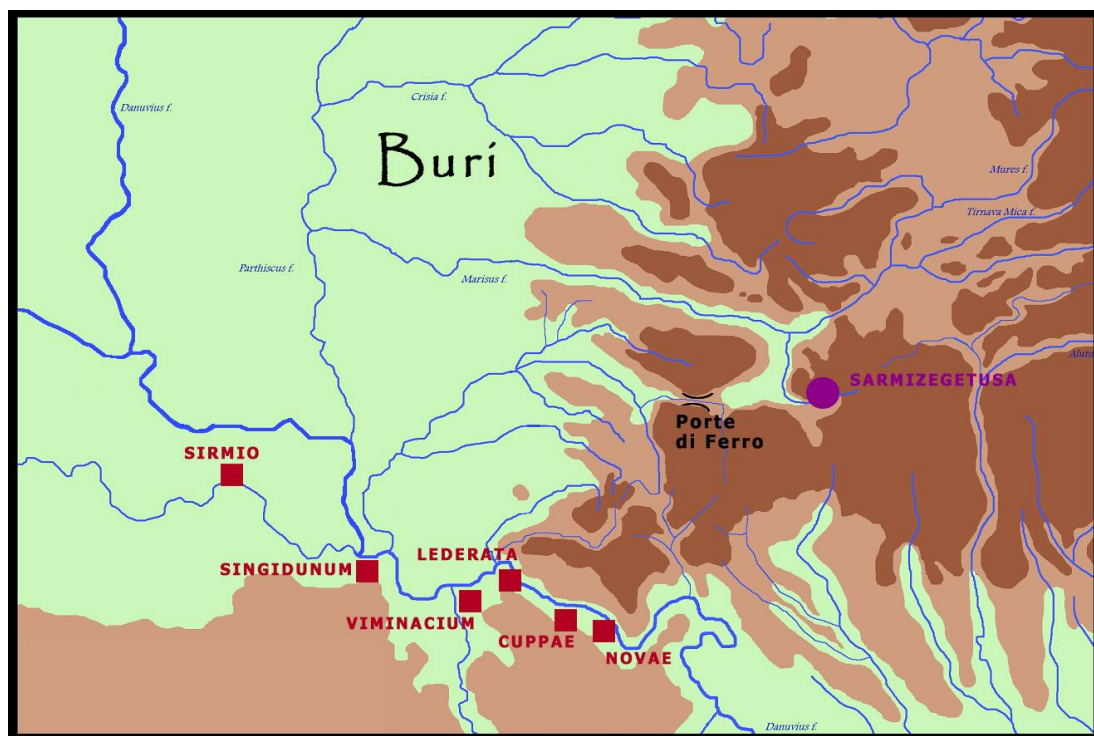 Danuvius f.
Crisia f.
Buri
Mures f.
Tirnava Mica f.
Parthiscus f.
Marisus f.
SARMIZEGETUSA
Porte
di Ferro
SIRMIO
LEDERATA
SINGIDUNUM
VIMINACIUM
CUPPAE
NOVAE
Danuvius f.